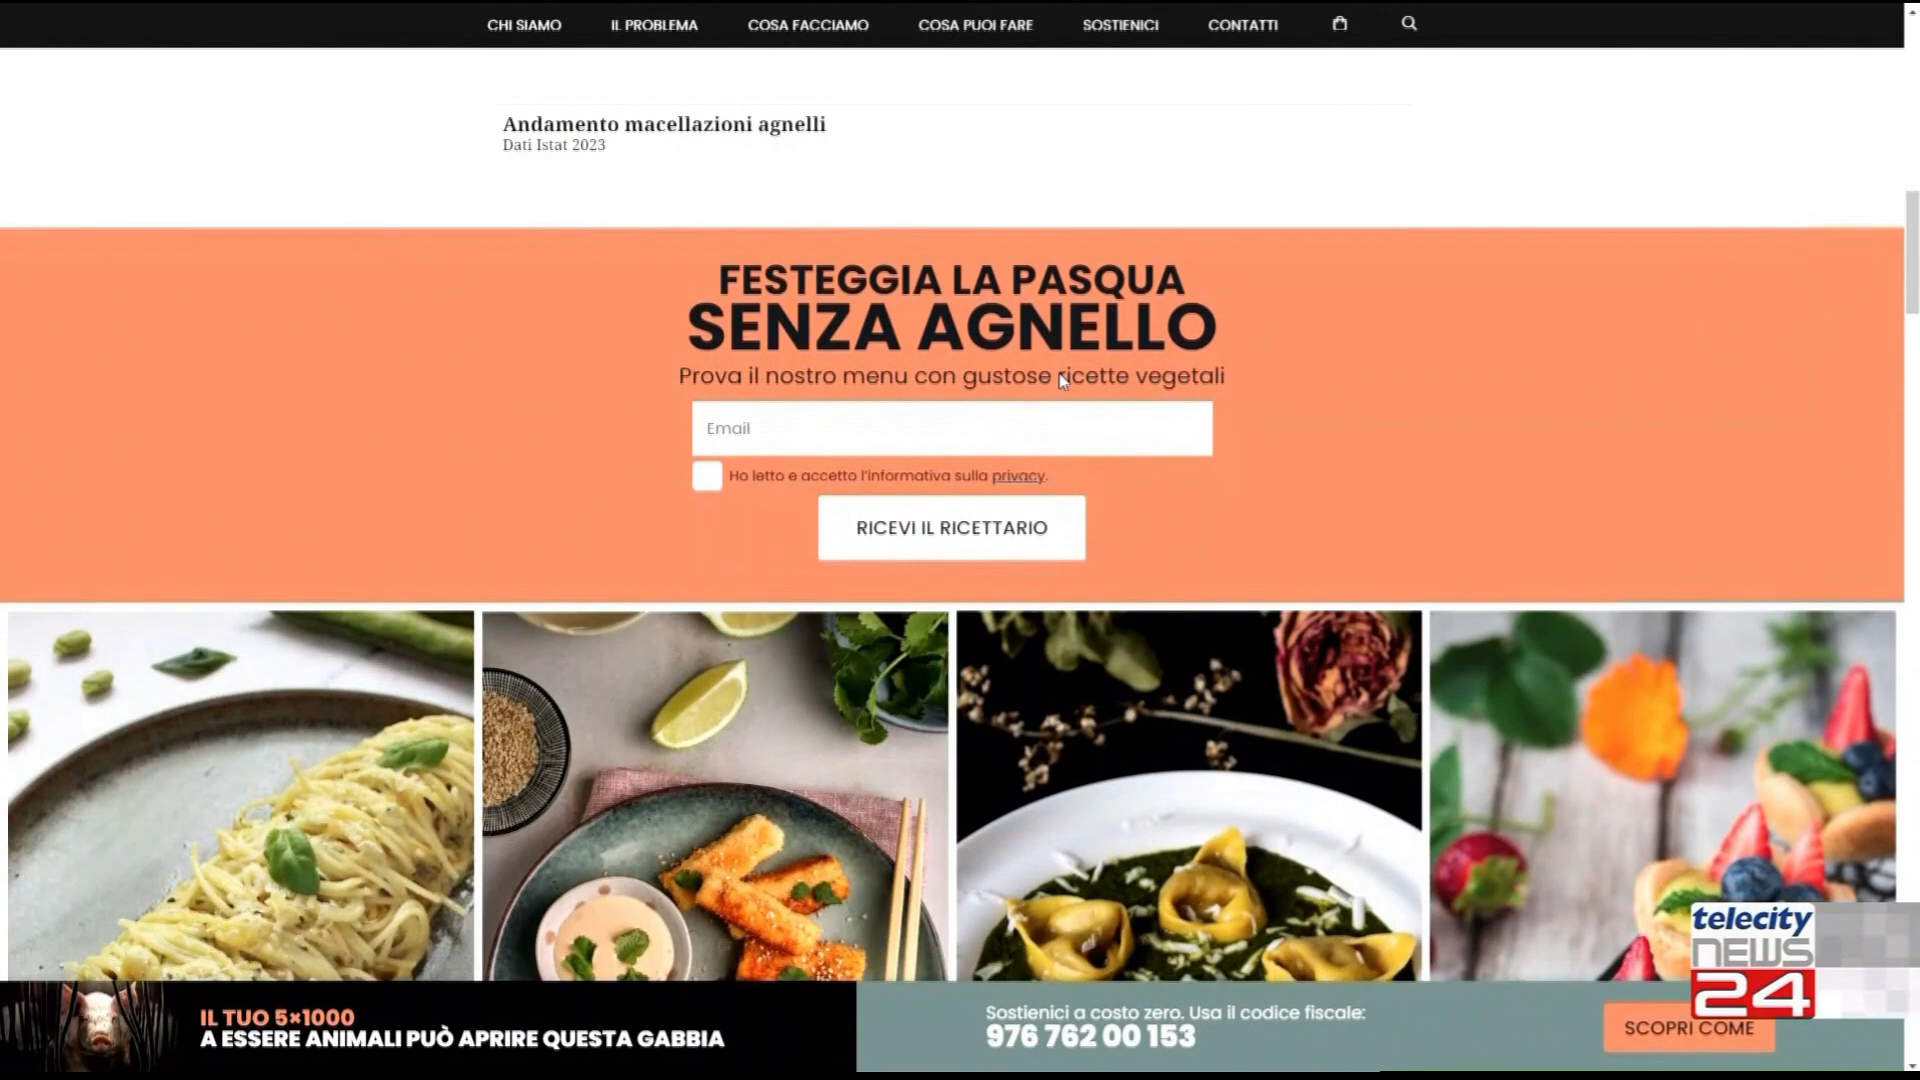 CHI SIAMO
IL PROBLEMA
COSA FACCIAMO
COSA PUOI FARE
SOSTIENICI
CONTATTI
Andamento macellazioni agnelli
Dati Istat 2023
FESTEGGIA LA PASQUA
SENZA AGNELLO
Prova il nostro menu con gustose ricette vegetali
Email
Ho letto e accetto l'informativa sulla privacy.
RICEVI IL RICETTARIO
IL TUO 5×1000
A ESSERE ANIMALI PUÒ APRIRE QUESTA GABBIA
Sostienici a costo zero. Usa il codice fiscale:
976 762 00 153
SCOPRI COME
telecity
NEWS
24